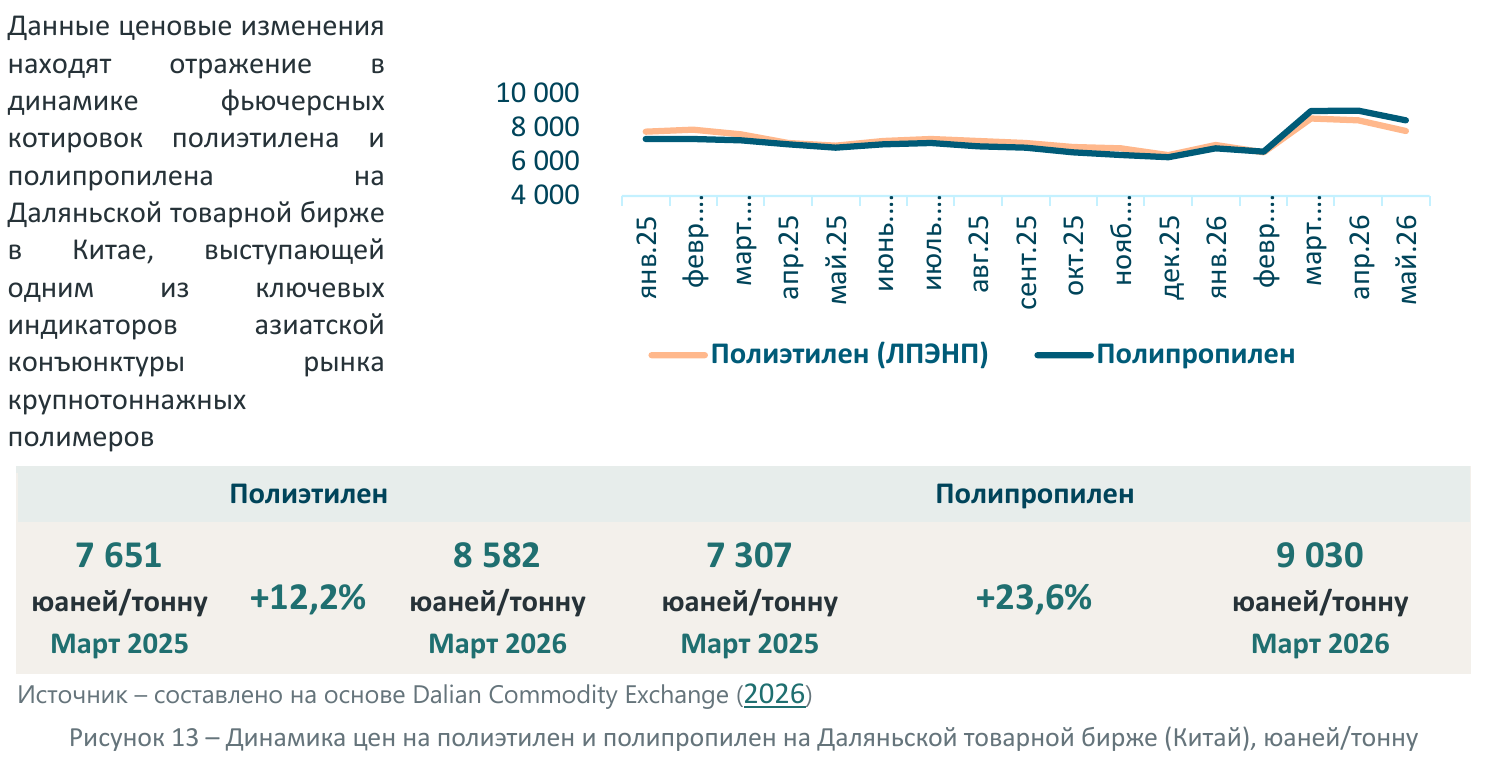 Данные ценовые изменения
находят отражение в
динамике фьючерсных
котировок полиэтилена и
полипропилена на
Даляньской товарной бирже
в Китае, выступающей
одним из ключевых
индикаторов азиатской
конъюнктуры рынка
крупнотоннажных
полимеров
10 000
8 000
6 000
4 000
янв.25
февр…
март…
апр.25
май.25
июнь…
июль…
авг.25
сент.25
окт.25
нояб…
дек.25
янв.26
февр…
март…
апр.26
май.26
Полиэтилен (ЛПЭНП) Полипропилен
Полиэтилен Полипропилен
7 651 8 582 7 307 9 030
юаней/тонну +12,2% юаней/тонну юаней/тонну +23,6% юаней/тонну
Март 2025 Март 2026 Март 2025 Март 2026
Источник – составлено на основе Dalian Commodity Exchange (2026)
Рисунок 13 – Динамика цен на полиэтилен и полипропилен на Даляньской товарной бирже (Китай), юаней/тонну